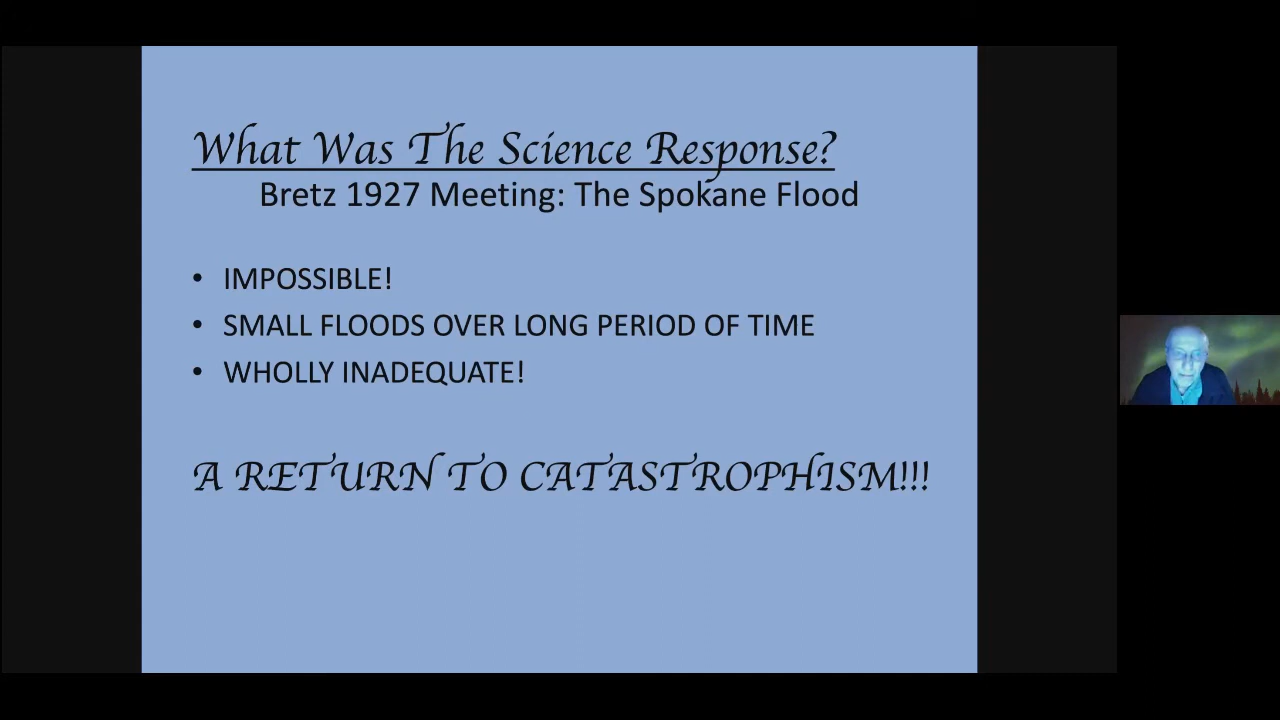 What Was The Science Response?
Bretz 1927 Meeting: The Spokane Flood
• IMPOSSIBLE!
• SMALL FLOODS OVER LONG PERIOD OF TIME
• WHOLLY INADEQUATE!
A RETURN TO CATASTROPHISM!!!